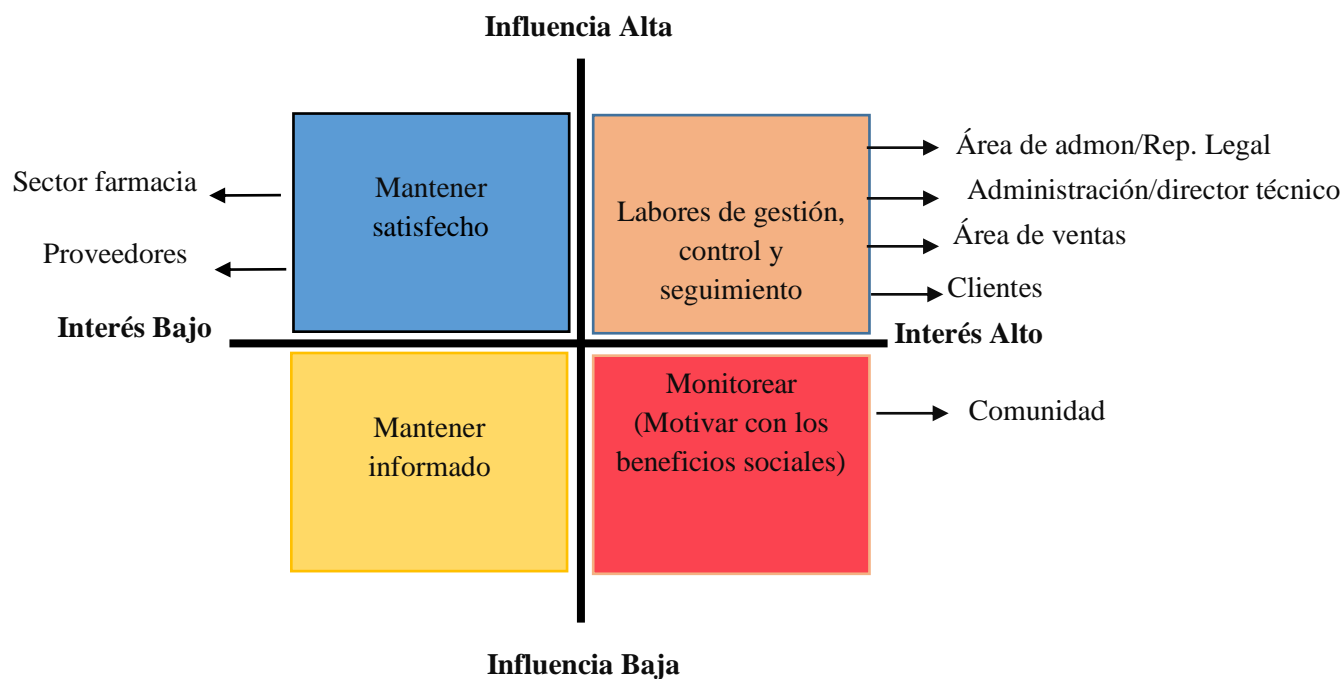 Influencia Alta
Sector farmacia
Proveedores
Mantener
satisfecho
Labores de gestión,
control y
seguimiento
Área de admon/Rep. Legal
Administración/director técnico
Área de ventas
Clientes
Interés Bajo
Interés Alto
Mantener
informado
Monitorear
(Motivar con los
beneficios sociales)
Comunidad
Influencia Baja